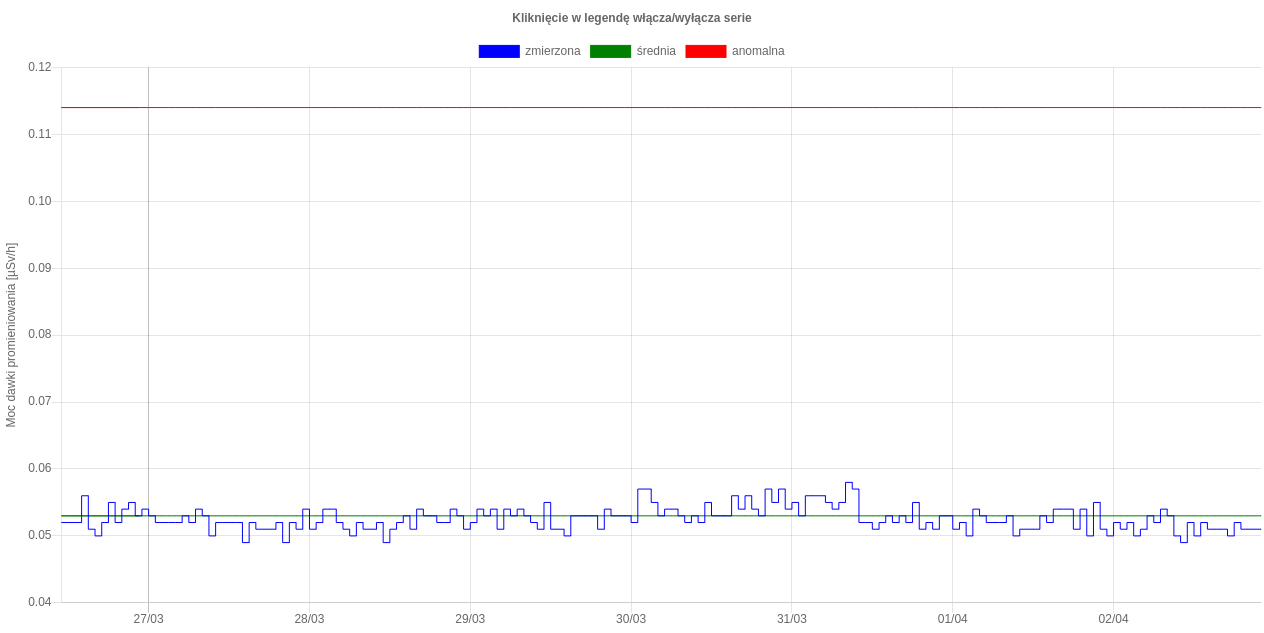 Kliknięcie w legendę włącza/wyłącza serie
zmierzona średnia anomalna
0.12
0.11
0.10
0.09
0.08
0.07
0.06
0.05
0.04
Moc dawki promieniowania [µSv/h]
27/03 28/03 29/03 30/03 31/03 01/04 02/04